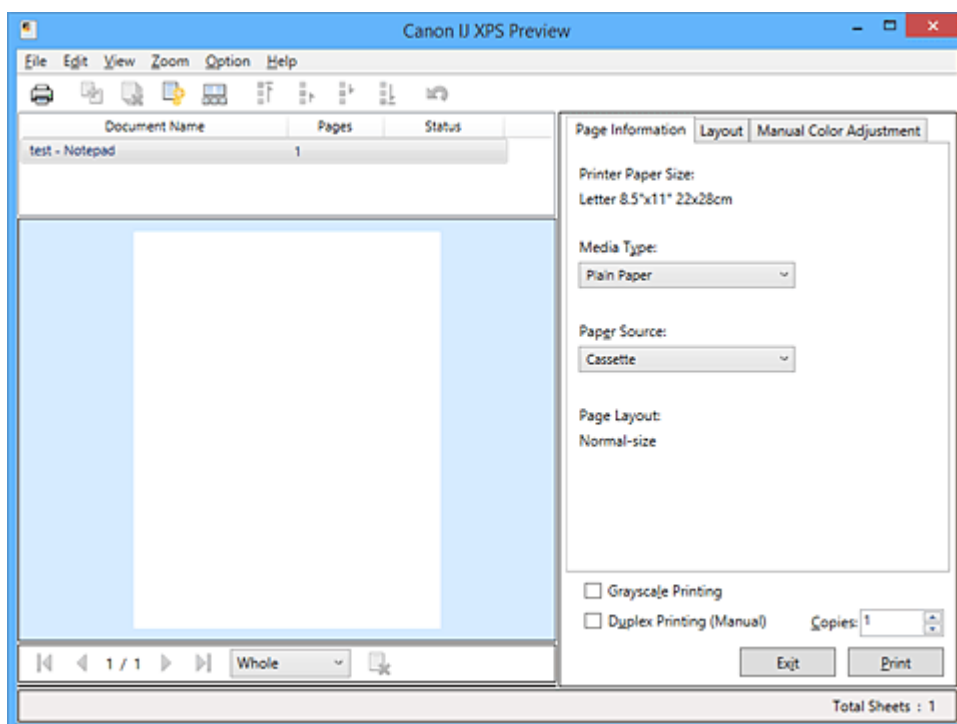 Canon IJ XPS Preview
File Edit View Zoom Option Help
Document Name Pages Status
test - Notepad 1
Page Information Layout Manual Color Adjustment
Printer Paper Size:
Letter 8.5"x11" 22x28cm
Media Type:
Plain Paper
Paper Source:
Cassette
Page Layout:
Normal-size
Grayscale Printing
Duplex Printing (Manual) Copies: 1
1 / 1 Whole
Exit Print
Total Sheets : 1